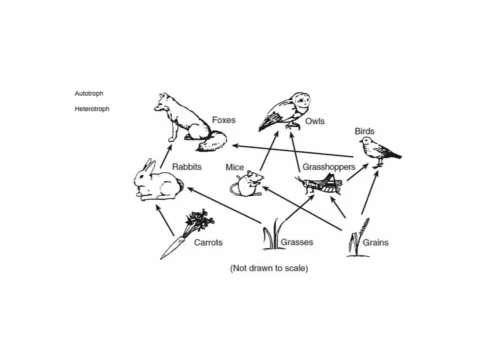 Autotroph
Heterotroph
Foxes
Owls
Birds
Rabbits
Mice
Grasshoppers
Carrots
Grasses
Grains
(Not drawn to scale)